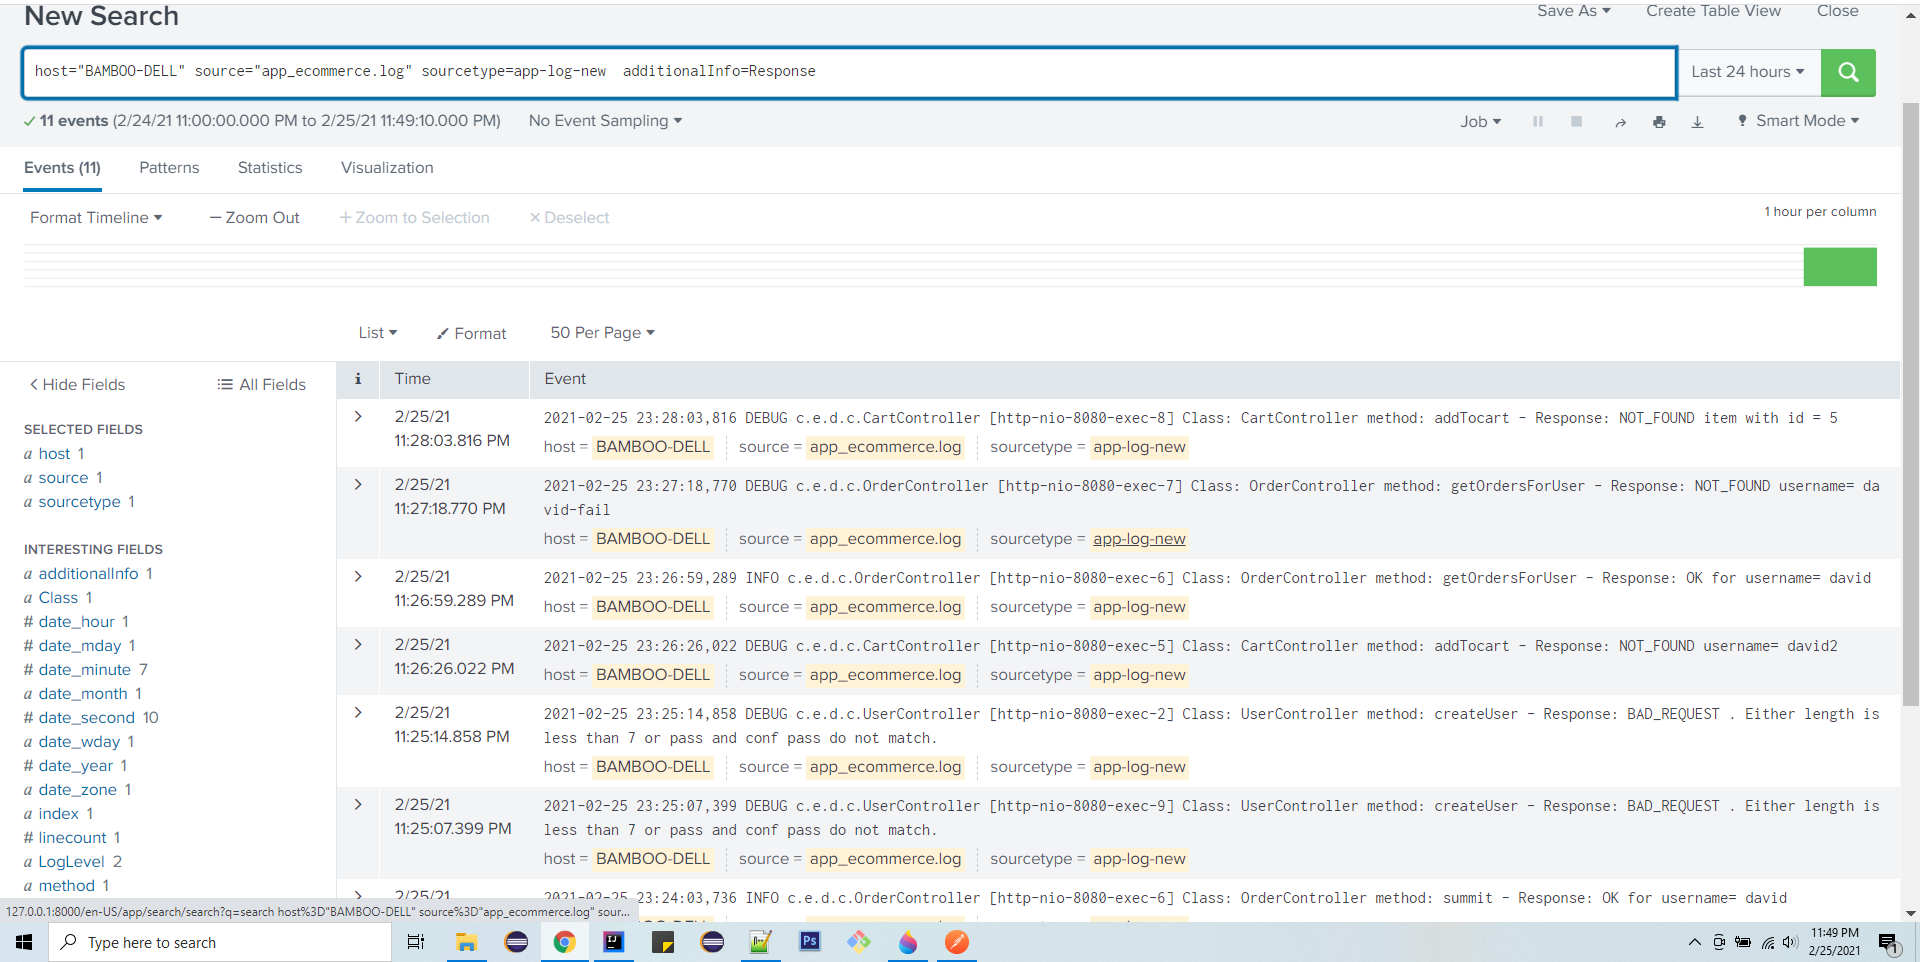 New Search
Save As Create Table View Close
host="BAMBOO-DELL" source="app_ecommerce.log" sourcetype=app-log-new additionalInfo=Response
Last 24 hours
11 events (2/24/21 11:00:00.000 PM to 2/25/21 11:49:10.000 PM) No Event Sampling
Job Smart Mode
Events (11) Patterns Statistics Visualization
Format Timeline — Zoom Out + Zoom to Selection × Deselect
1 hour per column
List Format 50 Per Page
Hide Fields All Fields
i Time Event
SELECTED FIELDS
a host 1
a source 1
a sourcetype 1
INTERESTING FIELDS
a additionalInfo 1
a Class 1
# date_hour 1
# date_mday 1
# date_minute 7
a date_month 1
# date_second 10
a date_wday 1
# date_year 1
a date_zone 1
a index 1
# linecount 1
a LogLevel 2
a method 1
2/25/21
11:28:03.816 PM
2021-02-25 23:28:03,816 DEBUG c.e.d.c.CartController [http-nio-8080-exec-8] Class: CartController method: addTocart - Response: NOT_FOUND item with id = 5
host = BAMBOO-DELL source = app_ecommerce.log sourcetype = app-log-new
2/25/21
11:27:18.770 PM
2021-02-25 23:27:18,770 DEBUG c.e.d.c.OrderController [http-nio-8080-exec-7] Class: OrderController method: getOrdersForUser - Response: NOT_FOUND username= da
vid-fail
host = BAMBOO-DELL source = app_ecommerce.log sourcetype = app-log-new
2/25/21
11:26:59.289 PM
2021-02-25 23:26:59,289 INFO c.e.d.c.OrderController [http-nio-8080-exec-6] Class: OrderController method: getOrdersForUser - Response: OK for username= david
host = BAMBOO-DELL source = app_ecommerce.log sourcetype = app-log-new
2/25/21
11:26:26.022 PM
2021-02-25 23:26:26,022 DEBUG c.e.d.c.CartController [http-nio-8080-exec-5] Class: CartController method: addTocart - Response: NOT_FOUND username= david2
host = BAMBOO-DELL source = app_ecommerce.log sourcetype = app-log-new
2/25/21
11:25:14.858 PM
2021-02-25 23:25:14,858 DEBUG c.e.d.c.UserController [http-nio-8080-exec-2] Class: UserController method: createUser - Response: BAD_REQUEST . Either length is
less than 7 or pass and conf pass do not match.
host = BAMBOO-DELL source = app_ecommerce.log sourcetype = app-log-new
2/25/21
11:25:07.399 PM
2021-02-25 23:25:07,399 DEBUG c.e.d.c.UserController [http-nio-8080-exec-9] Class: UserController method: createUser - Response: BAD_REQUEST . Either length is
less than 7 or pass and conf pass do not match.
host = BAMBOO-DELL source = app_ecommerce.log sourcetype = app-log-new
2/25/21
2021-02-25 23:24:03,736 INFO c.e.d.c.OrderController [http-nio-8080-exec-6] Class: OrderController method: summit - Response: OK for username= david
127.0.0.1:8000/en-US/app/search/search?q=search host%3D"BAMBOO-DELL" source%3D"app_ecommerce.log" sour...
Type here to search
Ps
11:49 PM
2/25/2021
1